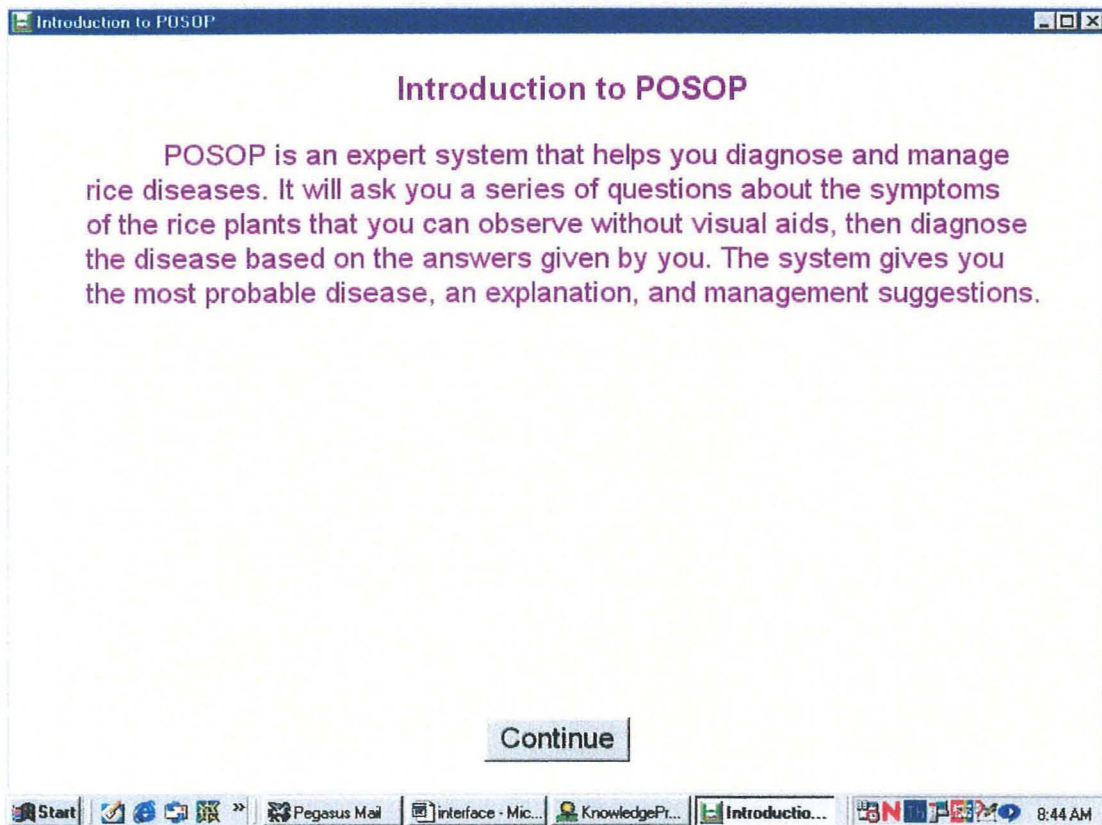 Introduction to POSOP
Introduction to POSOP
POSOP is an expert system that helps you diagnose and manage
rice diseases. It will ask you a series of questions about the symptoms
of the rice plants that you can observe without visual aids, then diagnose
the disease based on the answers given by you. The system gives you
the most probable disease, an explanation, and management suggestions.
Continue
Start » Pegasus Mail interface - Mic... KnowledgePr... Introductio... N 8:44 AM